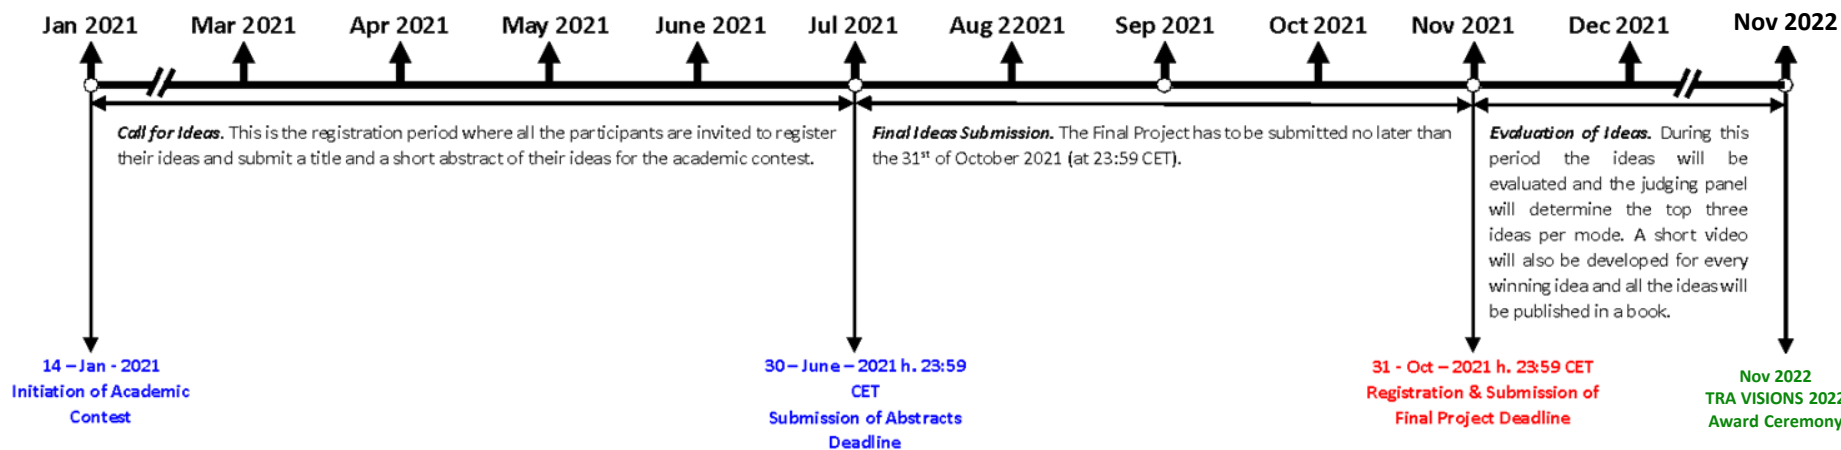 Jan 2021 Mar 2021 Apr 2021 May 2021 June 2021 Jul 2021 Aug 22021 Sep 2021 Oct 2021 Nov 2021 Dec 2021 Nov 2022
Call for Ideas. This is the registration period where all the participants are invited to register
their ideas and submit a title and a short abstract of their ideas for the academic contest.
Final Ideas Submission. The Final Project has to be submitted no later than
the 31st of October 2021 (at 23:59 CET).
Evaluation of Ideas. During this
period the ideas will be
evaluated and the judging panel
will determine the top three
ideas per mode. A short video
will also be developed for every
winning idea and all the ideas will
be published in a book.
14 – Jan - 2021
Initiation of Academic
Contest
30 – June – 2021 h. 23:59
CET
Submission of Abstracts
Deadline
31 - Oct – 2021 h. 23:59 CET
Registration & Submission of
Final Project Deadline
Nov 2022
TRA VISIONS 2022
Award Ceremony